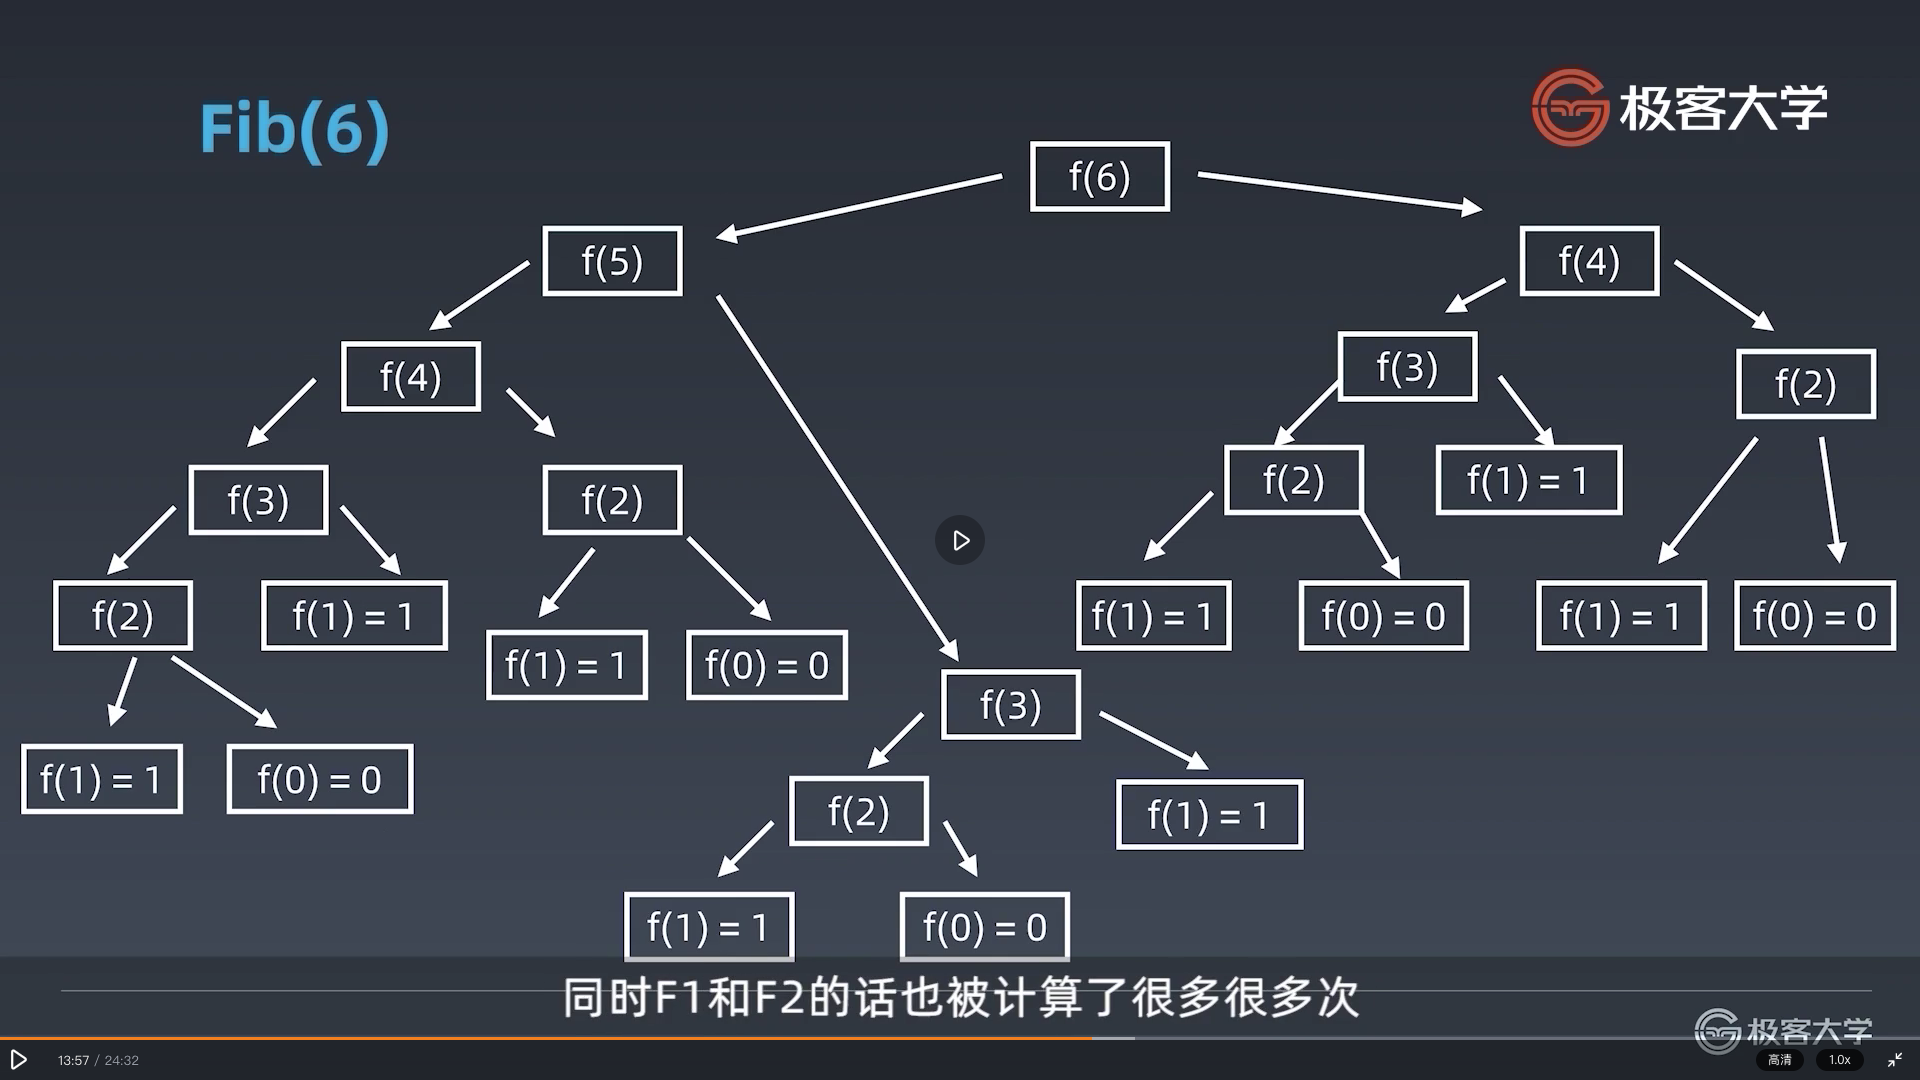 Fib(6)
极客大学
f(6)
f(5)
f(4)
f(4)
f(3)
f(2)
f(3)
f(2)
f(2)
f(1) = 1
f(2)
f(1) = 1
f(1) = 1
f(0) = 0
f(1) = 1
f(0) = 0
f(1) = 1
f(0) = 0
f(3)
f(1) = 1
f(0) = 0
f(2)
f(1) = 1
f(1) = 1
f(0) = 0
同时F1和F2的话也被计算了很多很多次
极客大学
13:57 / 24:32
高清
1.0x